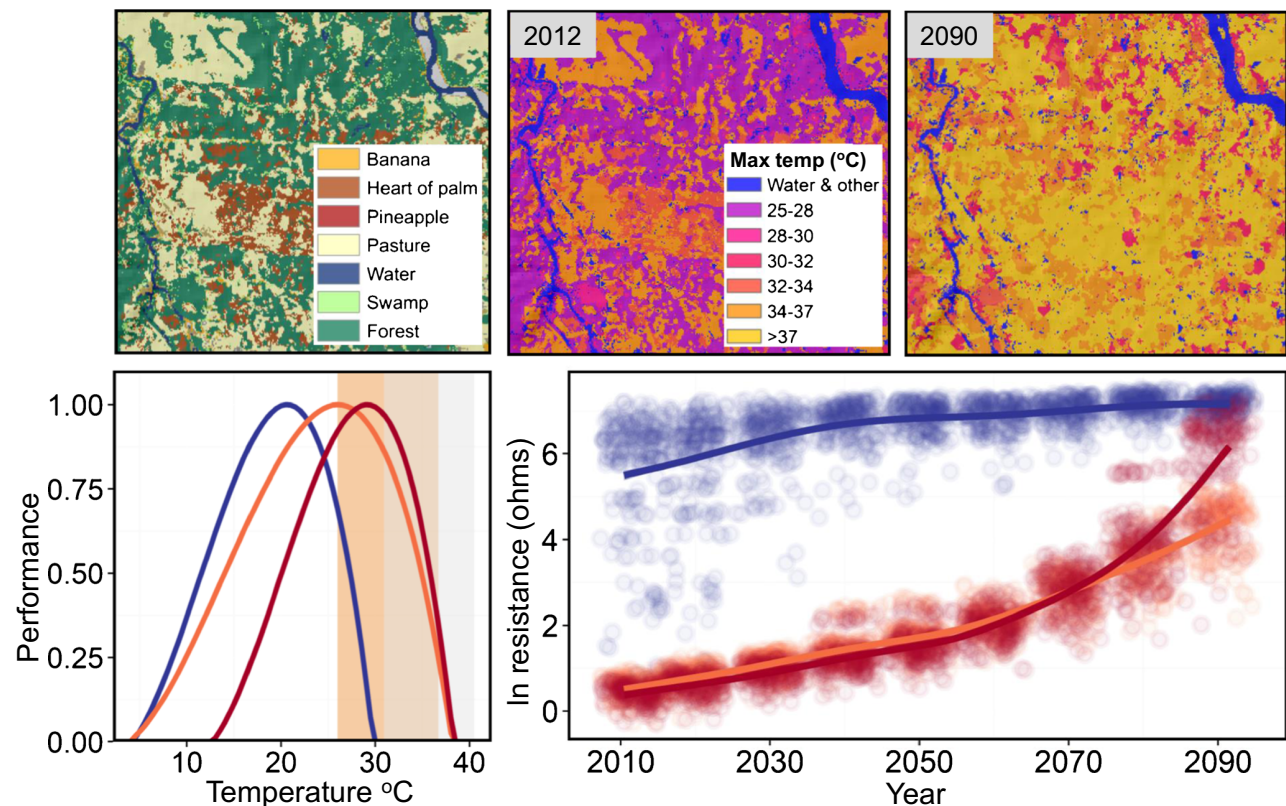 2012
2090
Banana
Heart of palm
Pineapple
Pasture
Water
Swamp
Forest
Max temp (°C)
Water & other
25-28
28-30
30-32
32-34
34-37
>37
1.00
0.75
0.50
0.25
0.00
Performance
10 20 30 40
Temperature °C
6
4
2
0
ln resistance (ohms)
2010 2030 2050 2070 2090
Year